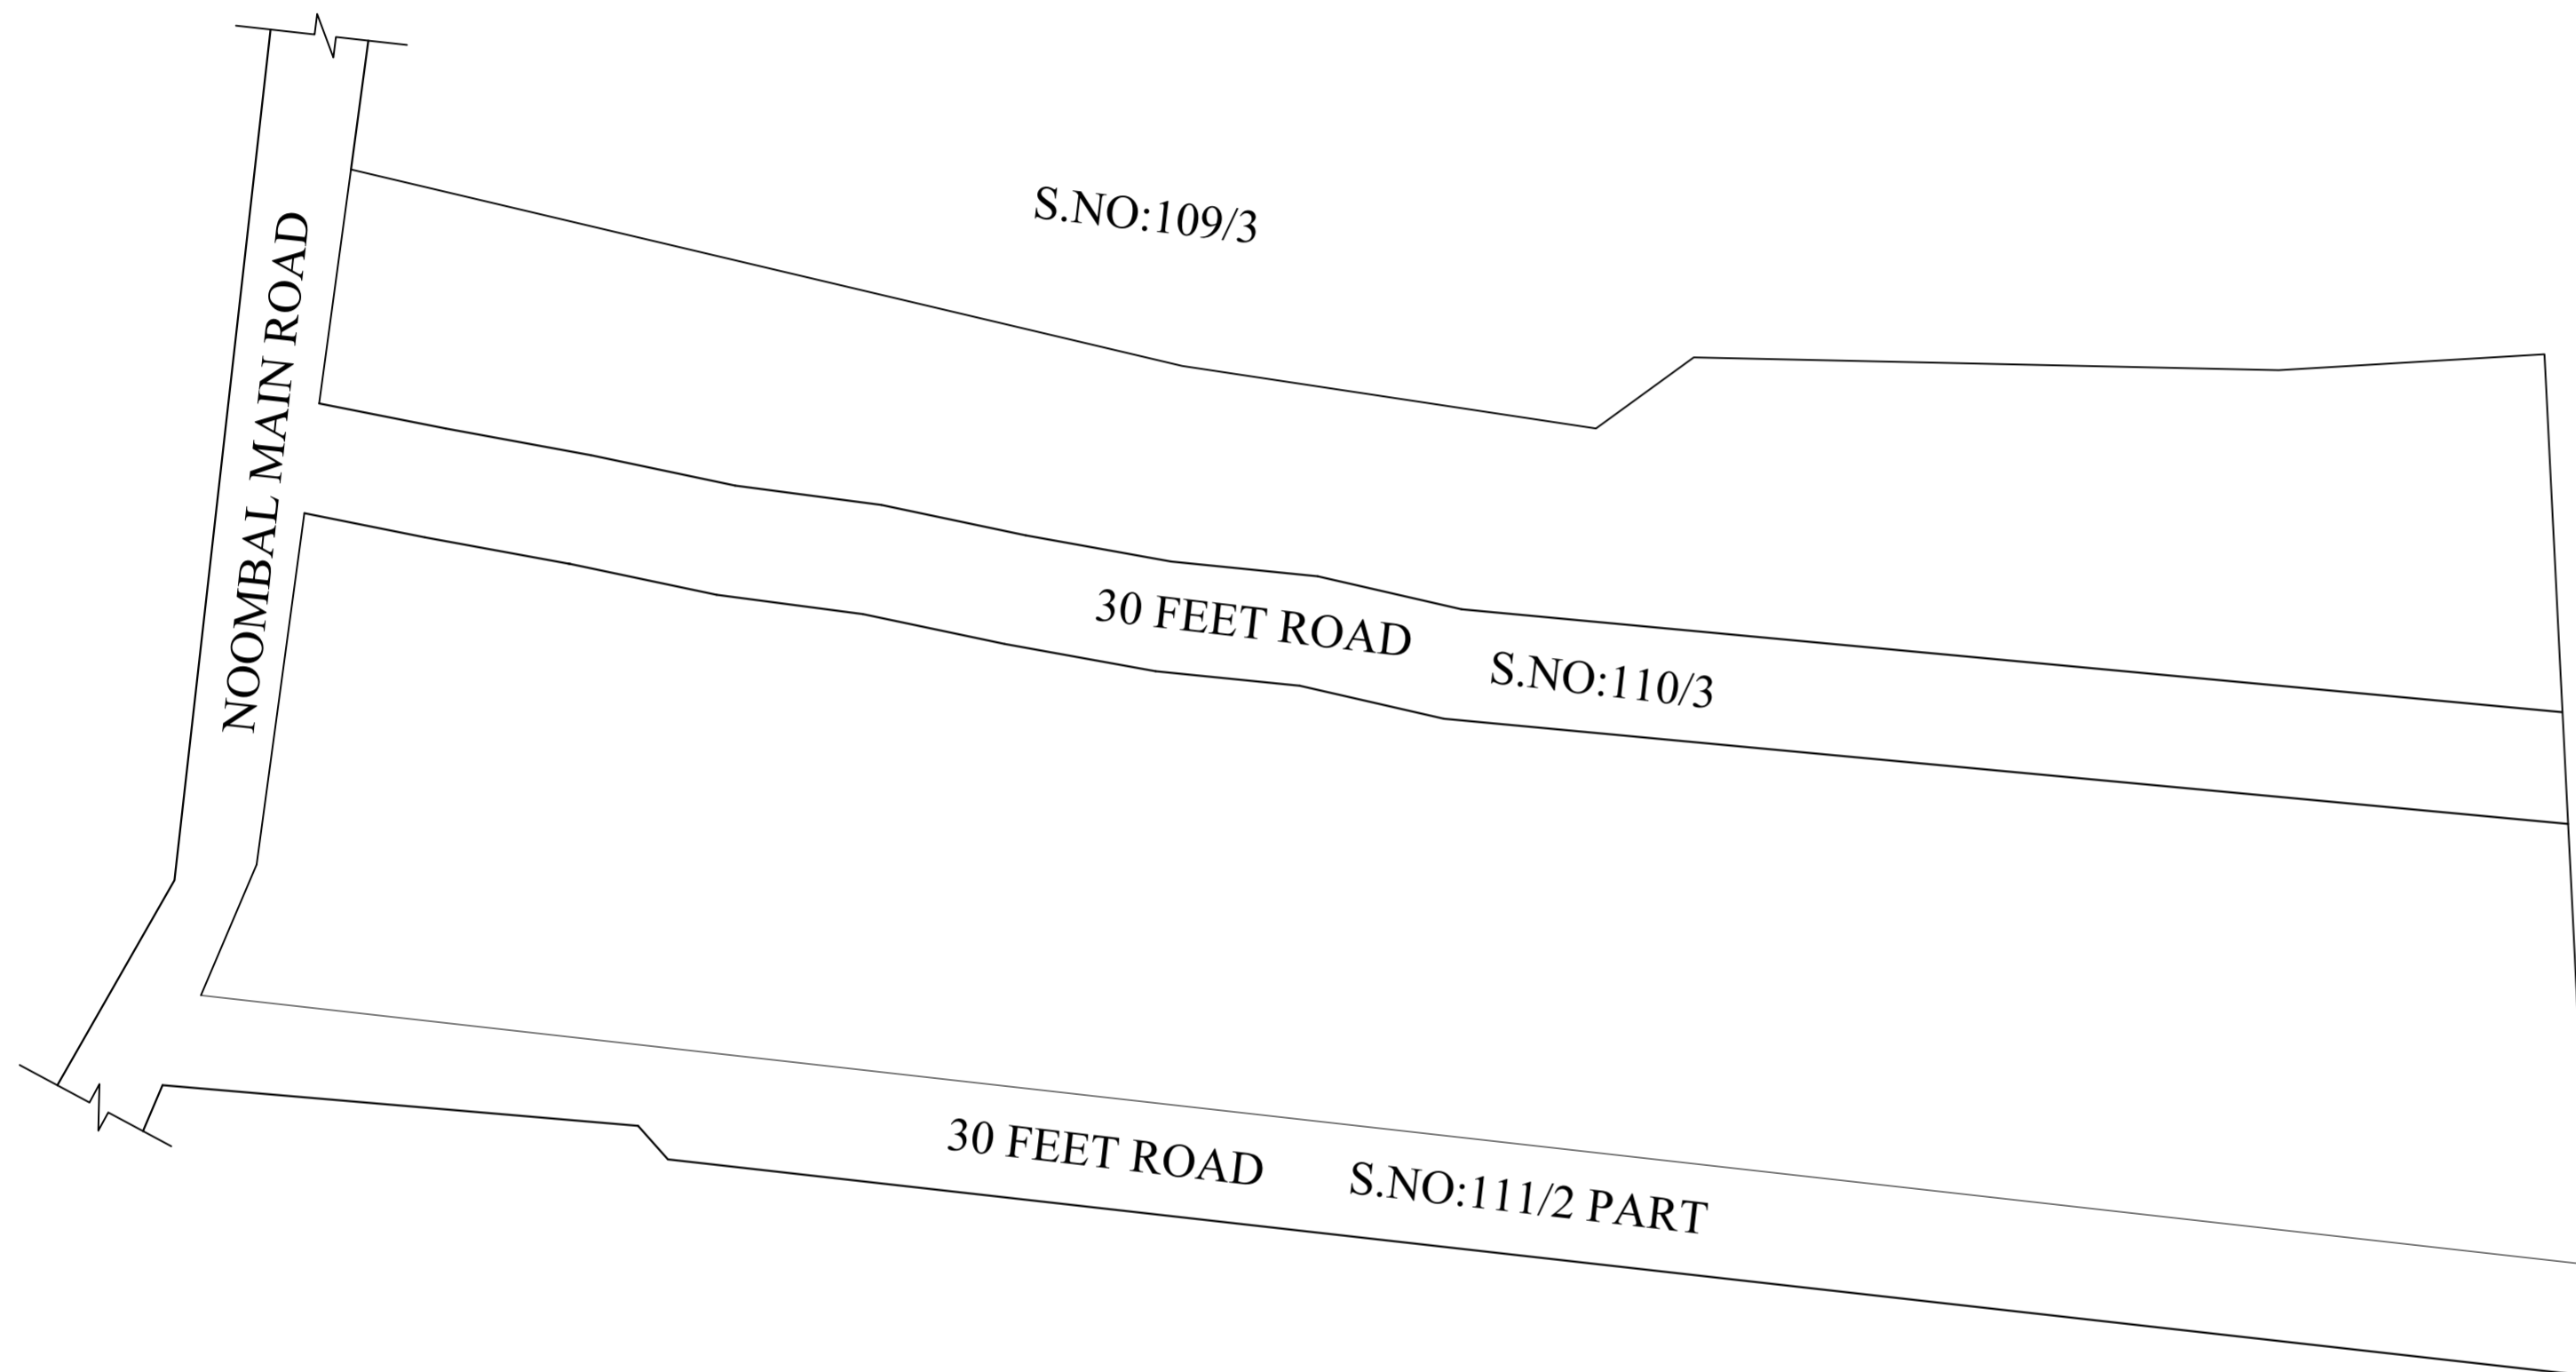 S.NO:109/3
NOOMBAL MAIN ROAD
30 FEET ROAD
S.NO:110/3
30 FEET ROAD
S.NO:111/2 PART